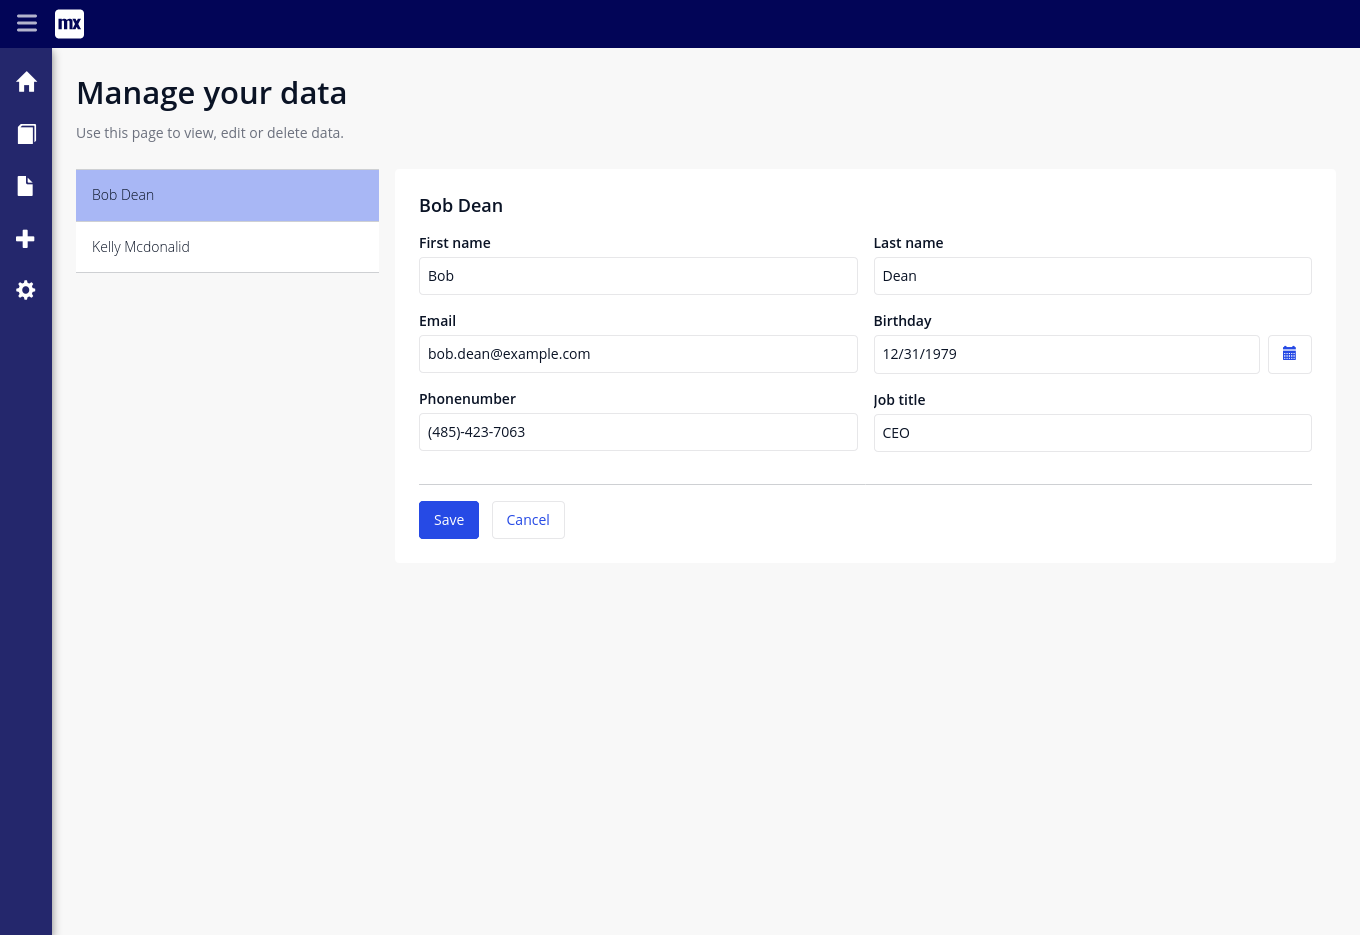 mx
Manage your data
Use this page to view, edit or delete data.
Bob Dean
Kelly Mcdonalid
Bob Dean
First name
Last name
Bob
Dean
Email
Birthday
bob.dean@example.com
12/31/1979
Phonenumber
Job title
(485)-423-7063
CEO
Save
Cancel